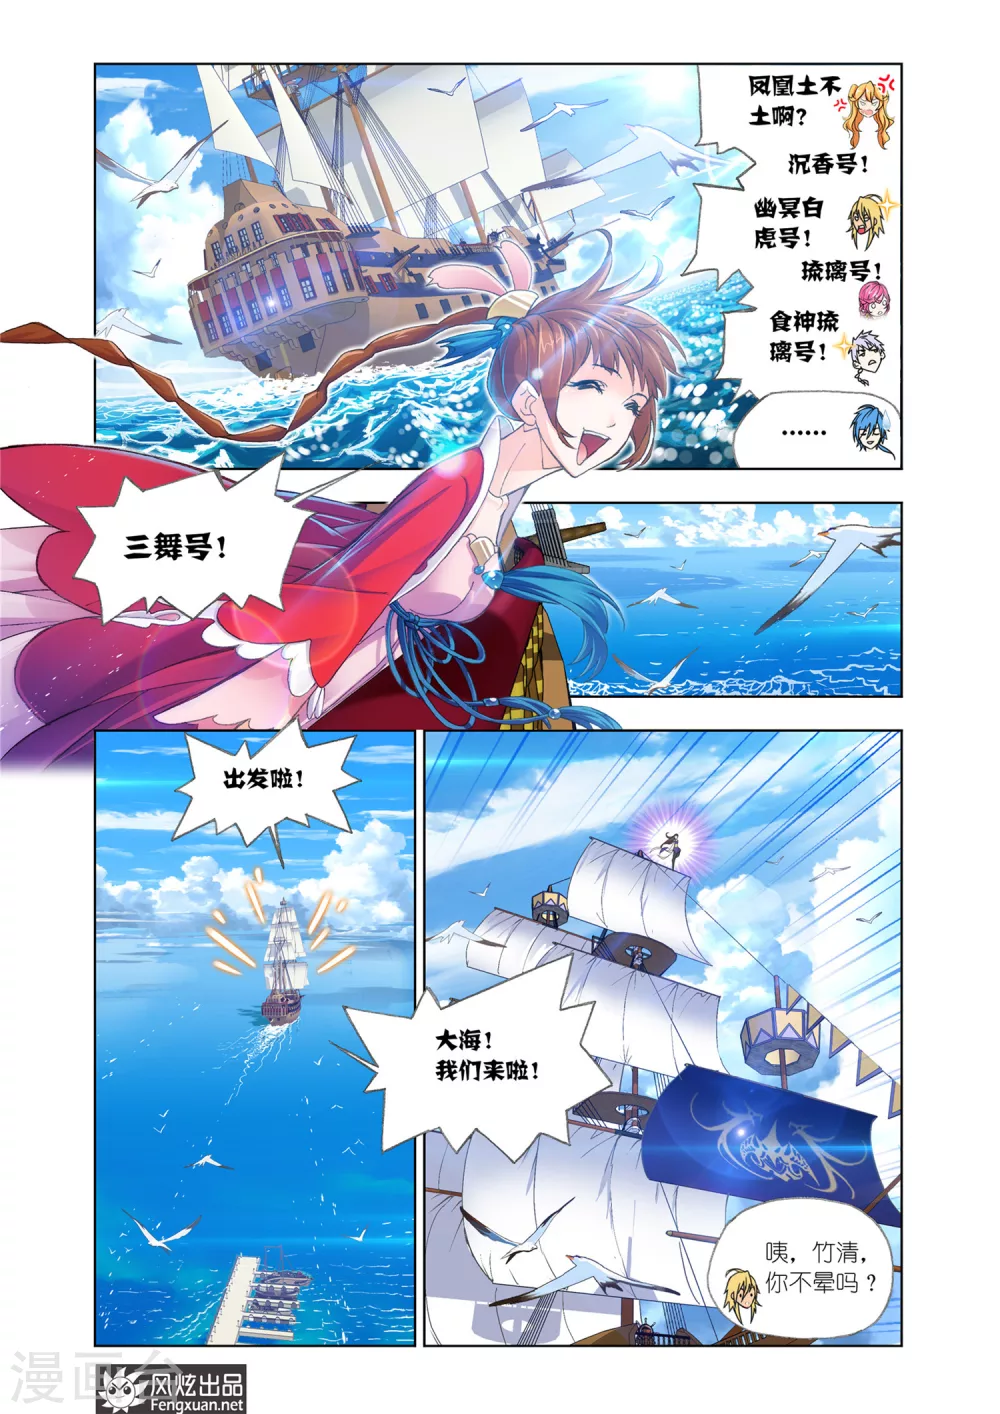 凤凰土不
土啊？
沉香号！
幽冥白
虎号！
琉璃号！
食神琉
璃号！
……
三舞号！
出发啦！
大海！
我们来啦！
咦，竹清，
你不晕吗？
漫画台
风炫出品
Fengxuan.net